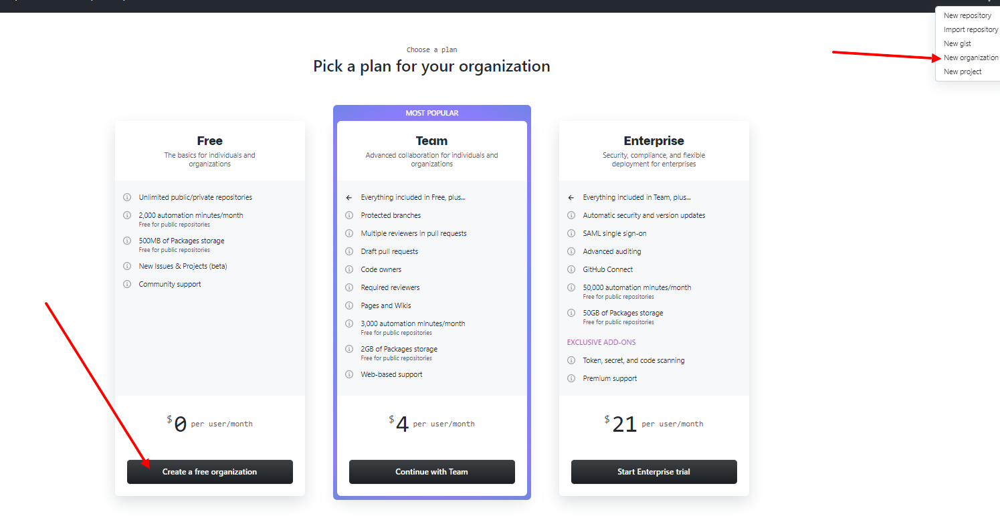 New repository
Import repository
New gist
New organization
New project
Choose a plan
Pick a plan for your organization
Free
The basics for individuals and
organizations
Unlimited public/private repositories
2,000 automation minutes/month
Free for public repositories
500MB of Packages storage
Free for public repositories
New Issues & Projects (beta)
Community support
$0 per user/month
Create a free organization
MOST POPULAR
Team
Advanced collaboration for individuals and
organizations
Everything included in Free, plus...
Protected branches
Multiple reviewers in pull requests
Draft pull requests
Code owners
Required reviewers
Pages and Wikis
3,000 automation minutes/month
Free for public repositories
2GB of Packages storage
Free for public repositories
Web-based support
$4 per user/month
Continue with Team
Enterprise
Security, compliance, and flexible
deployment for enterprises
Everything included in Team, plus...
Automatic security and version updates
SAML single sign-on
Advanced auditing
GitHub Connect
50,000 automation minutes/month
Free for public repositories
50GB of Packages storage
Free for public repositories
EXCLUSIVE ADD-ONS
Token, secret, and code scanning
Premium support
$21 per user/month
Start Enterprise trial